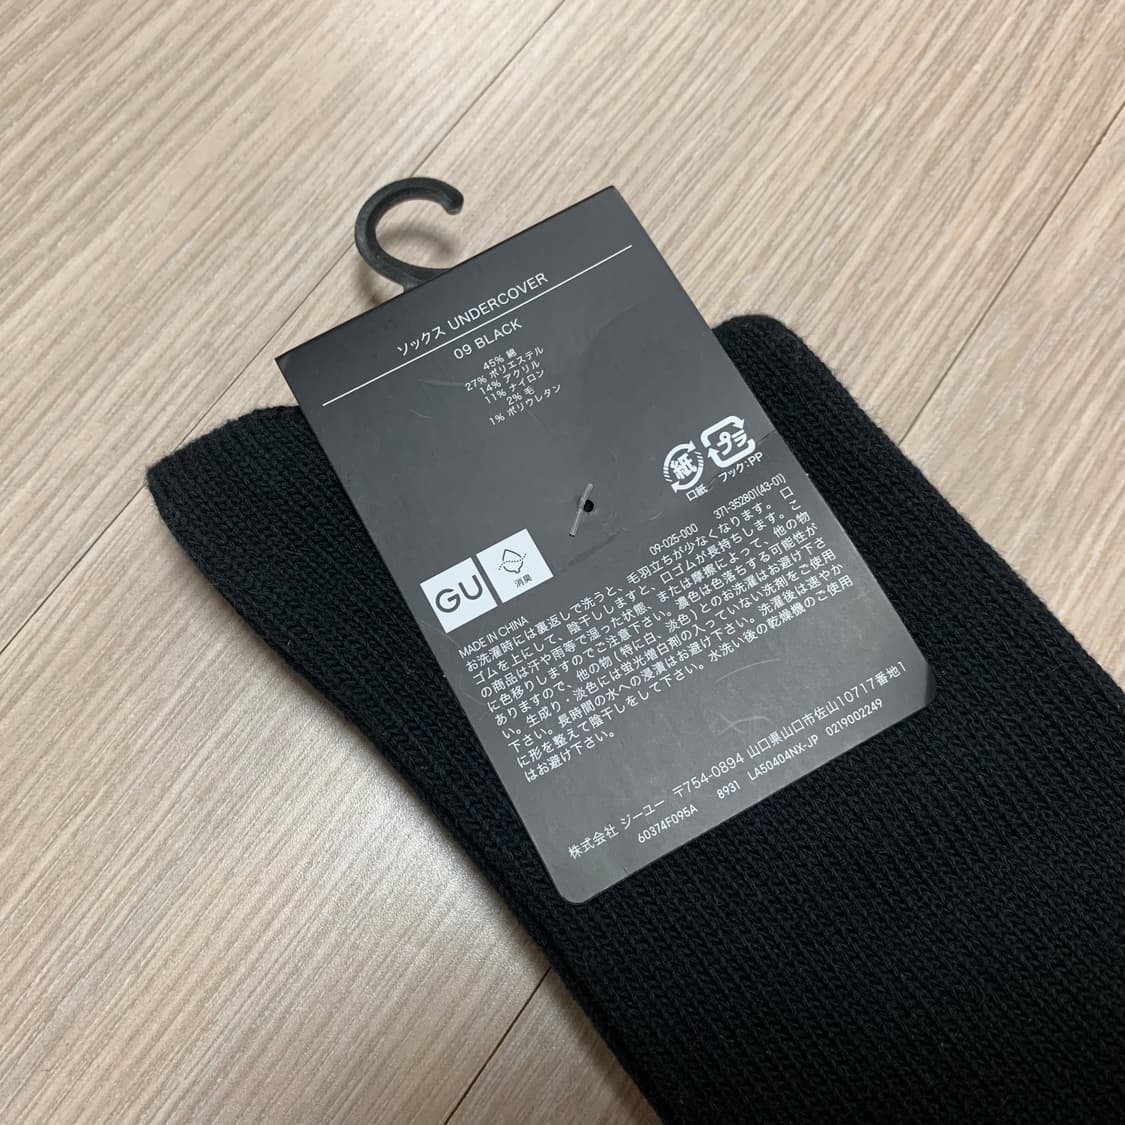 ソックス UNDERCOVER
09 BLACK
45% 綿
27% ポリエステル
14% アクリル
11% ナイロン
2% 毛
1% ポリウレタン
紙 プラ
口紙 フック:PP
GU 消臭
09-025-000 371-352801(43-01)
MADE IN CHINA
お洗濯時には裏返しで洗うと、毛羽立ちが少なくなります。口
ゴムを上にして、陰干ししますと、口ゴムが長持ちします。こ
の商品は汗や雨等で湿った状態、または摩擦によって、他の物
に色移りしますのでご注意下さい。濃色は色落ちする可能性が
ありますので、他の物(特に白、淡色)とのお洗濯はお避け下さ
い。生成り・淡色には蛍光増白剤の入っていない洗剤をご使用
下さい。長時間の水への浸漬はお避け下さい。洗濯後は速やか
に形を整えて陰干しをして下さい。水洗い後の乾燥機のご使用
はお避け下さい。
株式会社 ジーユー 〒754-0894 山口県山口市佐山10717番地1
60374F095A 8931 LA50404NX-JP 0219002249